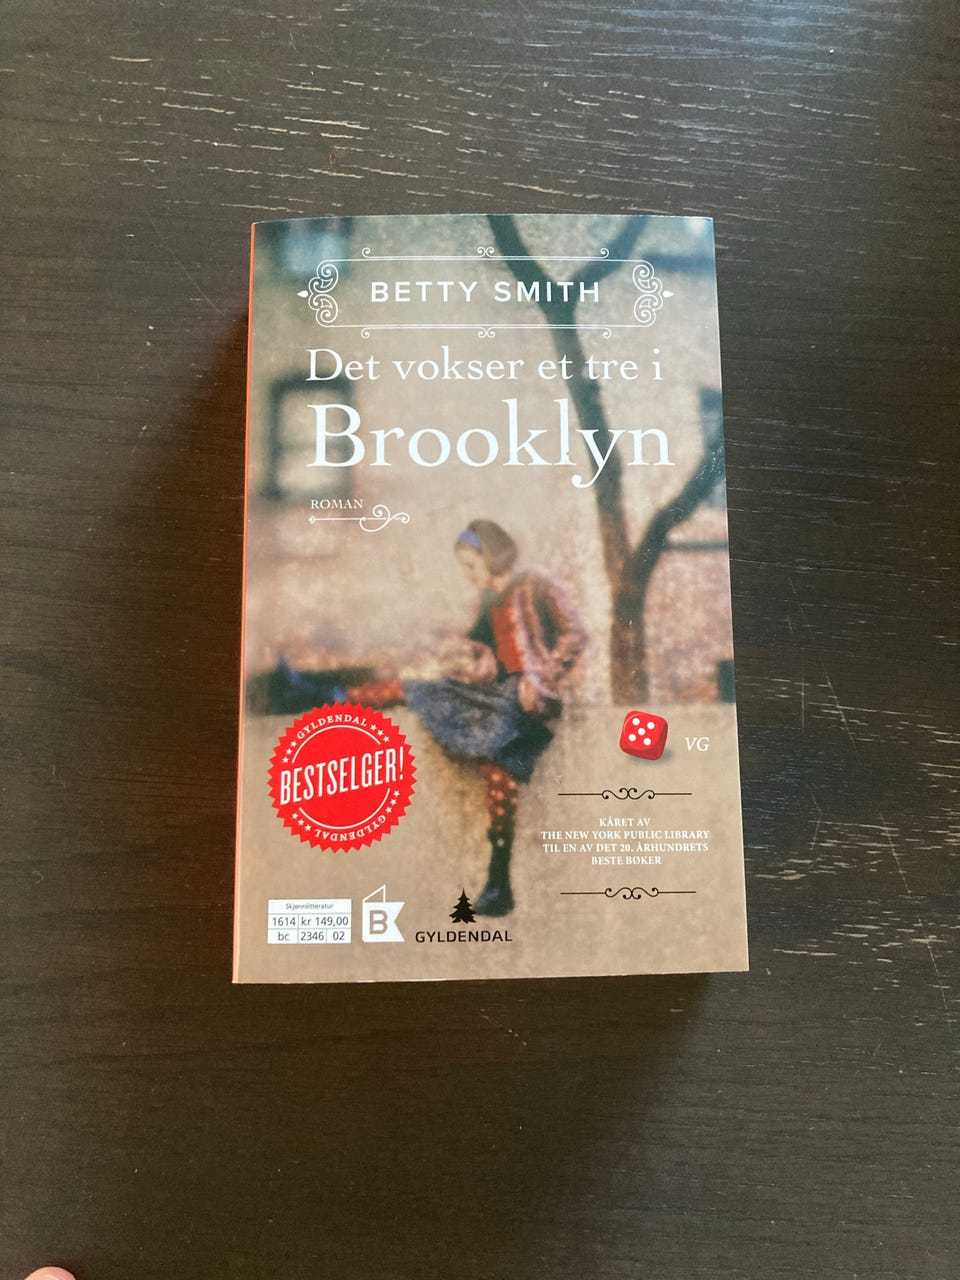 BETTY SMITH
Det vokser et tre i
Brooklyn
ROMAN
GYLDENDAL
BESTSELGER!
GYLDENDAL
VG
KÅRET AV
THE NEW YORK PUBLIC LIBRARY
TIL EN AV DET 20. ÅRHUNDRETS
BESTE BØKER
Skjønnlitteratur
1614 kr 149,00
bc 2346 02
B
GYLDENDAL